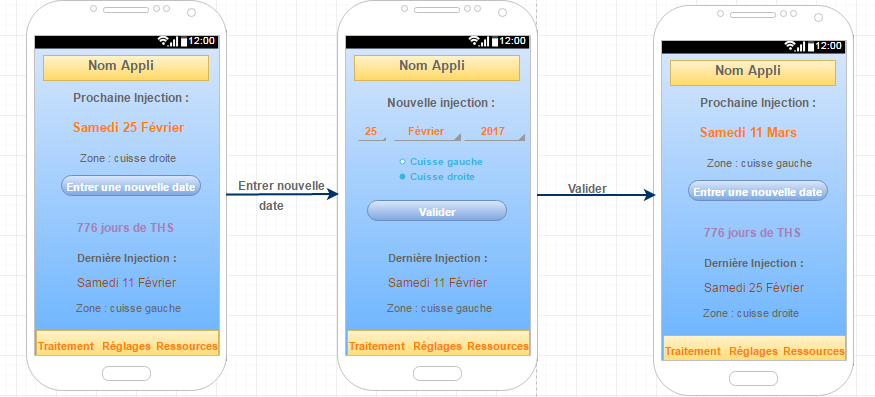 12:00
Nom Appli
Prochaine Injection :
Samedi 25 Février
Zone : cuisse droite
Entrer une nouvelle date
776 jours de THS
Dernière Injection :
Samedi 11 Février
Zone : cuisse gauche
Traitement Réglages Ressources
Entrer nouvelle
date
12:00
Nom Appli
Nouvelle injection :
25 Février 2017
Cuisse gauche
Cuisse droite
Valider
Dernière Injection :
Samedi 11 Février
Zone : cuisse gauche
Traitement Réglages Ressources
Valider
12:00
Nom Appli
Prochaine Injection :
Samedi 11 Mars
Zone : cuisse gauche
Entrer une nouvelle date
776 jours de THS
Dernière Injection :
Samedi 25 Février
Zone : cuisse droite
Traitement Réglages Ressources